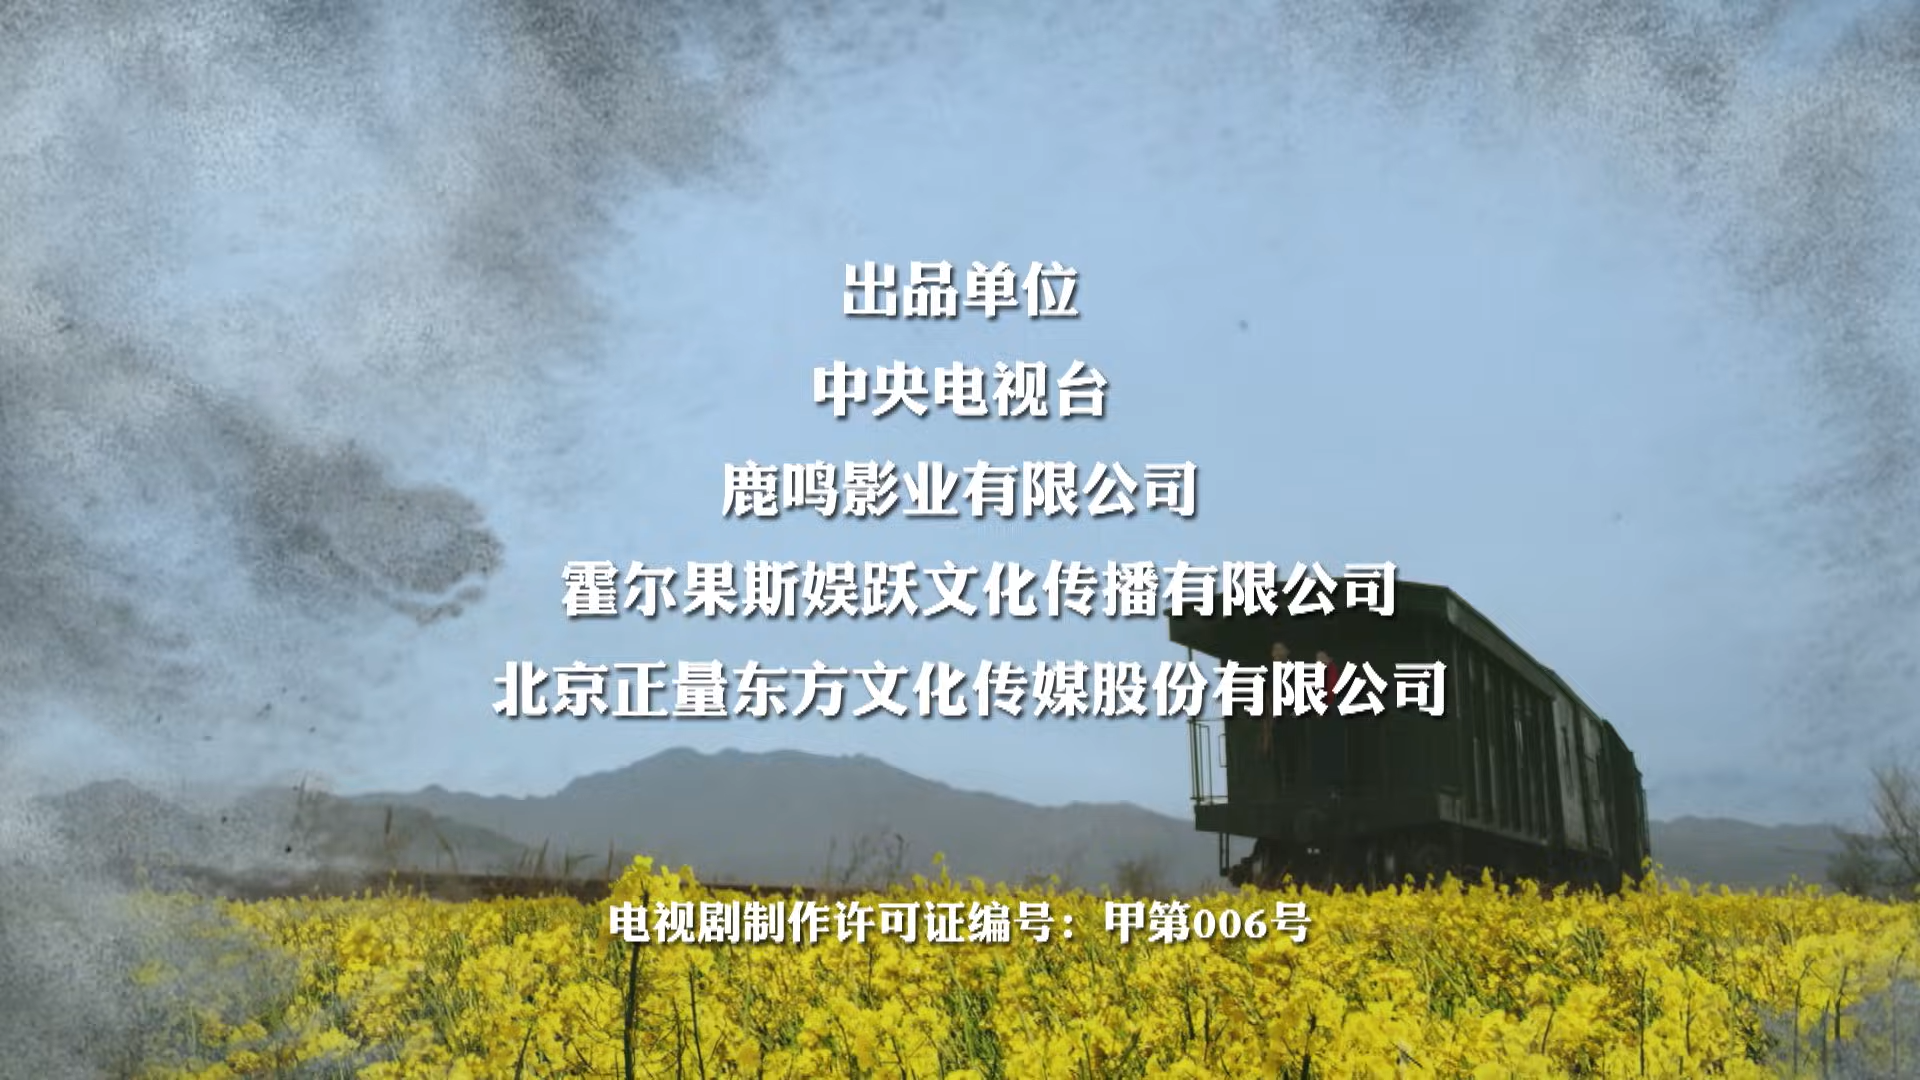 出品单位
中央电视台
鹿鸣影业有限公司
霍尔果斯娱跃文化传播有限公司
北京正量东方文化传媒股份有限公司
电视剧制作许可证编号：甲第006号